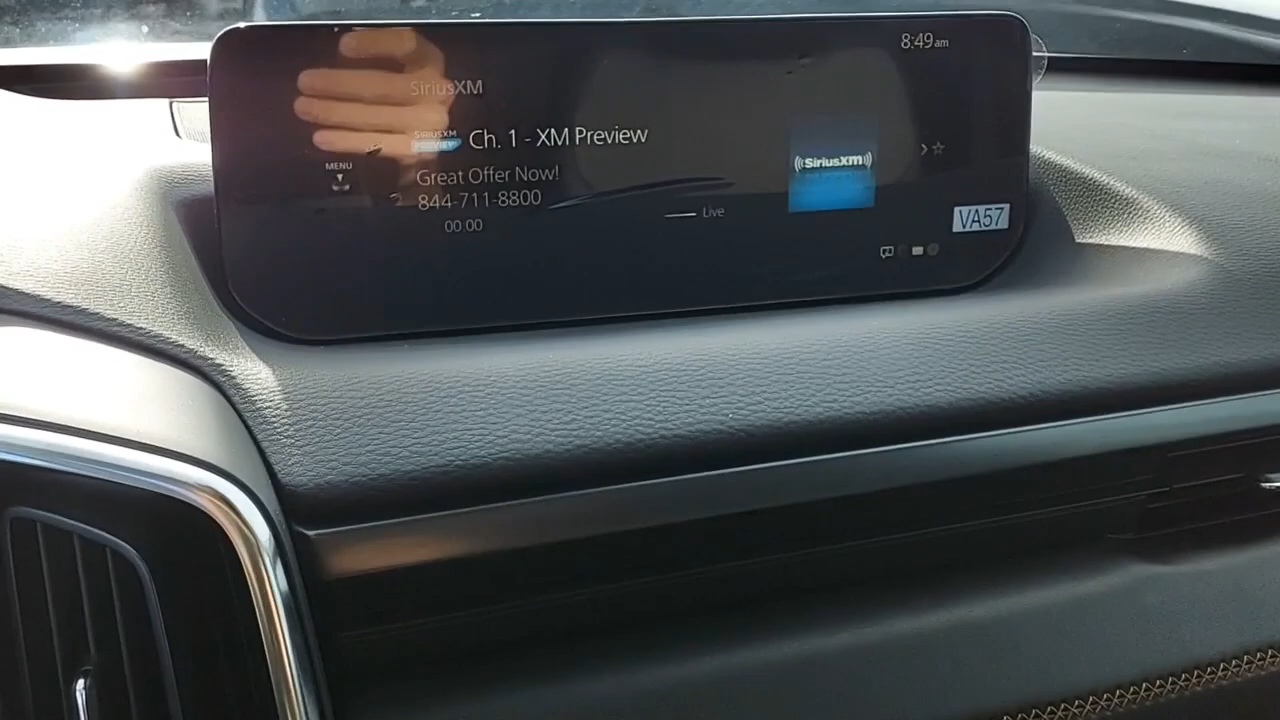 8:49am
SiriusXM
SIRIUSXM
PREVIEW
Ch. 1 - XM Preview
MENU
Great Offer Now!
844-711-8800
00:00
Live
SiriusXM
VA57